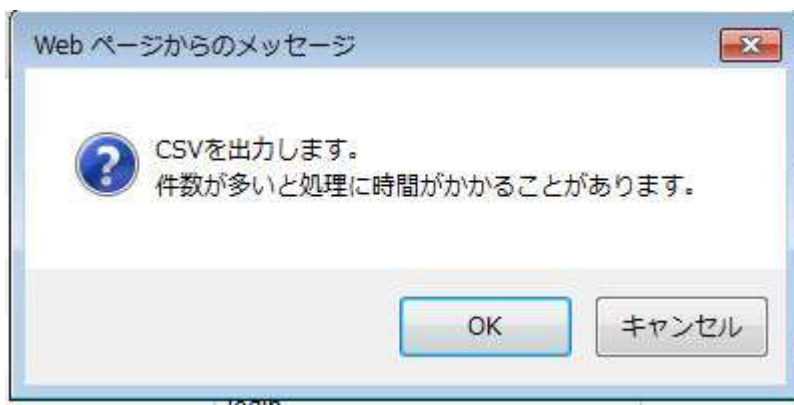 Web ページからのメッセージ
CSVを出力します。
件数が多いと処理に時間がかかることがあります。
OK
キャンセル